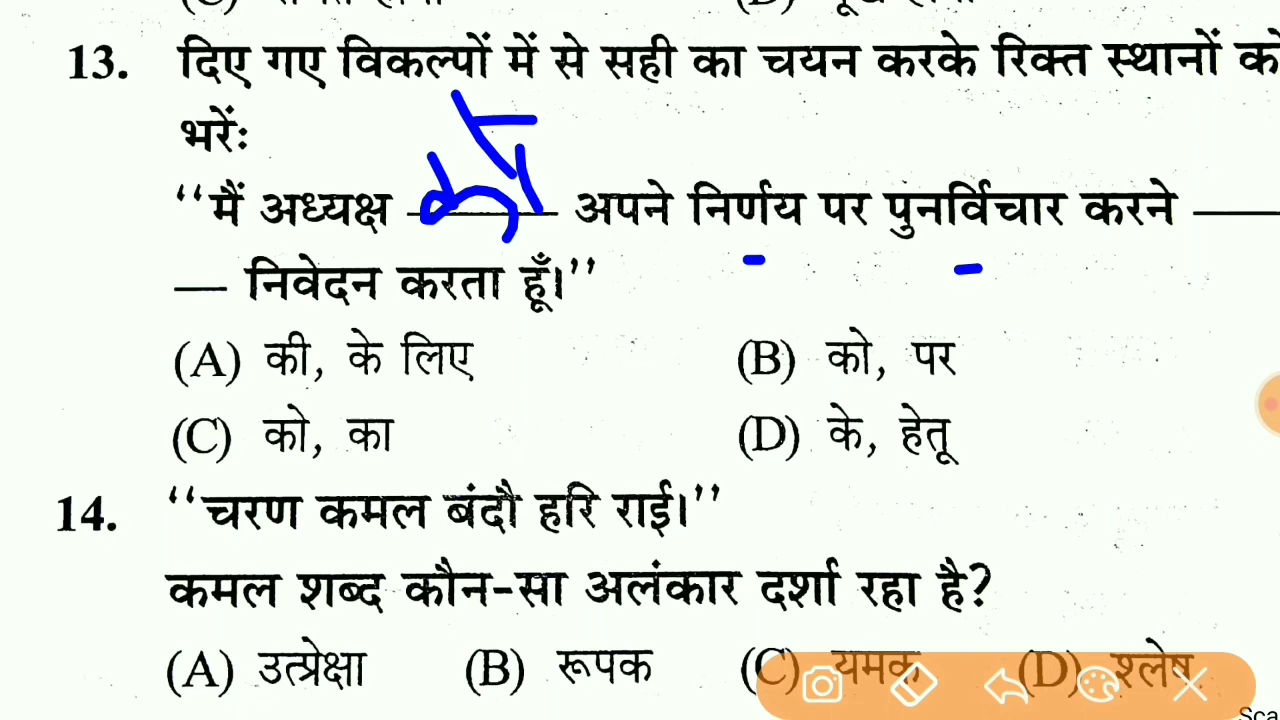 13. दिए गए विकल्पों में से सही का चयन करके रिक्त स्थानों को
भरें:
‘‘मैं अध्यक्ष ——— अपने निर्णय पर पुनर्विचार करने ——
— निवेदन करता हूँ।’’
(A) की, के लिए (B) को, पर
(C) को, का (D) के, हेतू
14. ‘‘चरण कमल बंदौ हरि राई।’’
कमल शब्द कौन-सा अलंकार दर्शा रहा है?
(A) उत्प्रेक्षा (B) रूपक (C) यमक (D) श्लेष
Sca